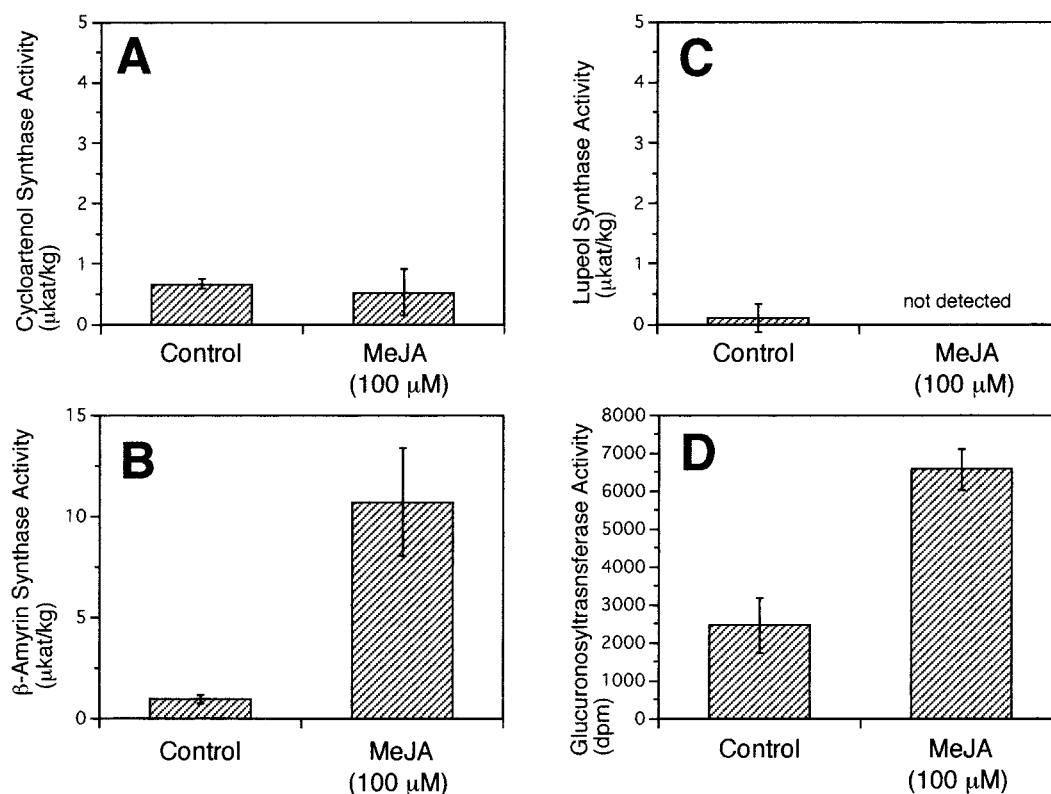 A
Cycloartenol Synthase Activity
(μkat/kg)
5
4
3
2
1
0
Control
MeJA
(100 μM)
C
Lupeol Synthase Activity
(μkat/kg)
5
4
3
2
1
0
not detected
Control
MeJA
(100 μM)
B
β-Amyrin Synthase Activity
(μkat/kg)
15
10
5
0
Control
MeJA
(100 μM)
D
Glucuronosyltrasnsferase Activity
(dpm)
8000
7000
6000
5000
4000
3000
2000
1000
0
Control
MeJA
(100 μM)